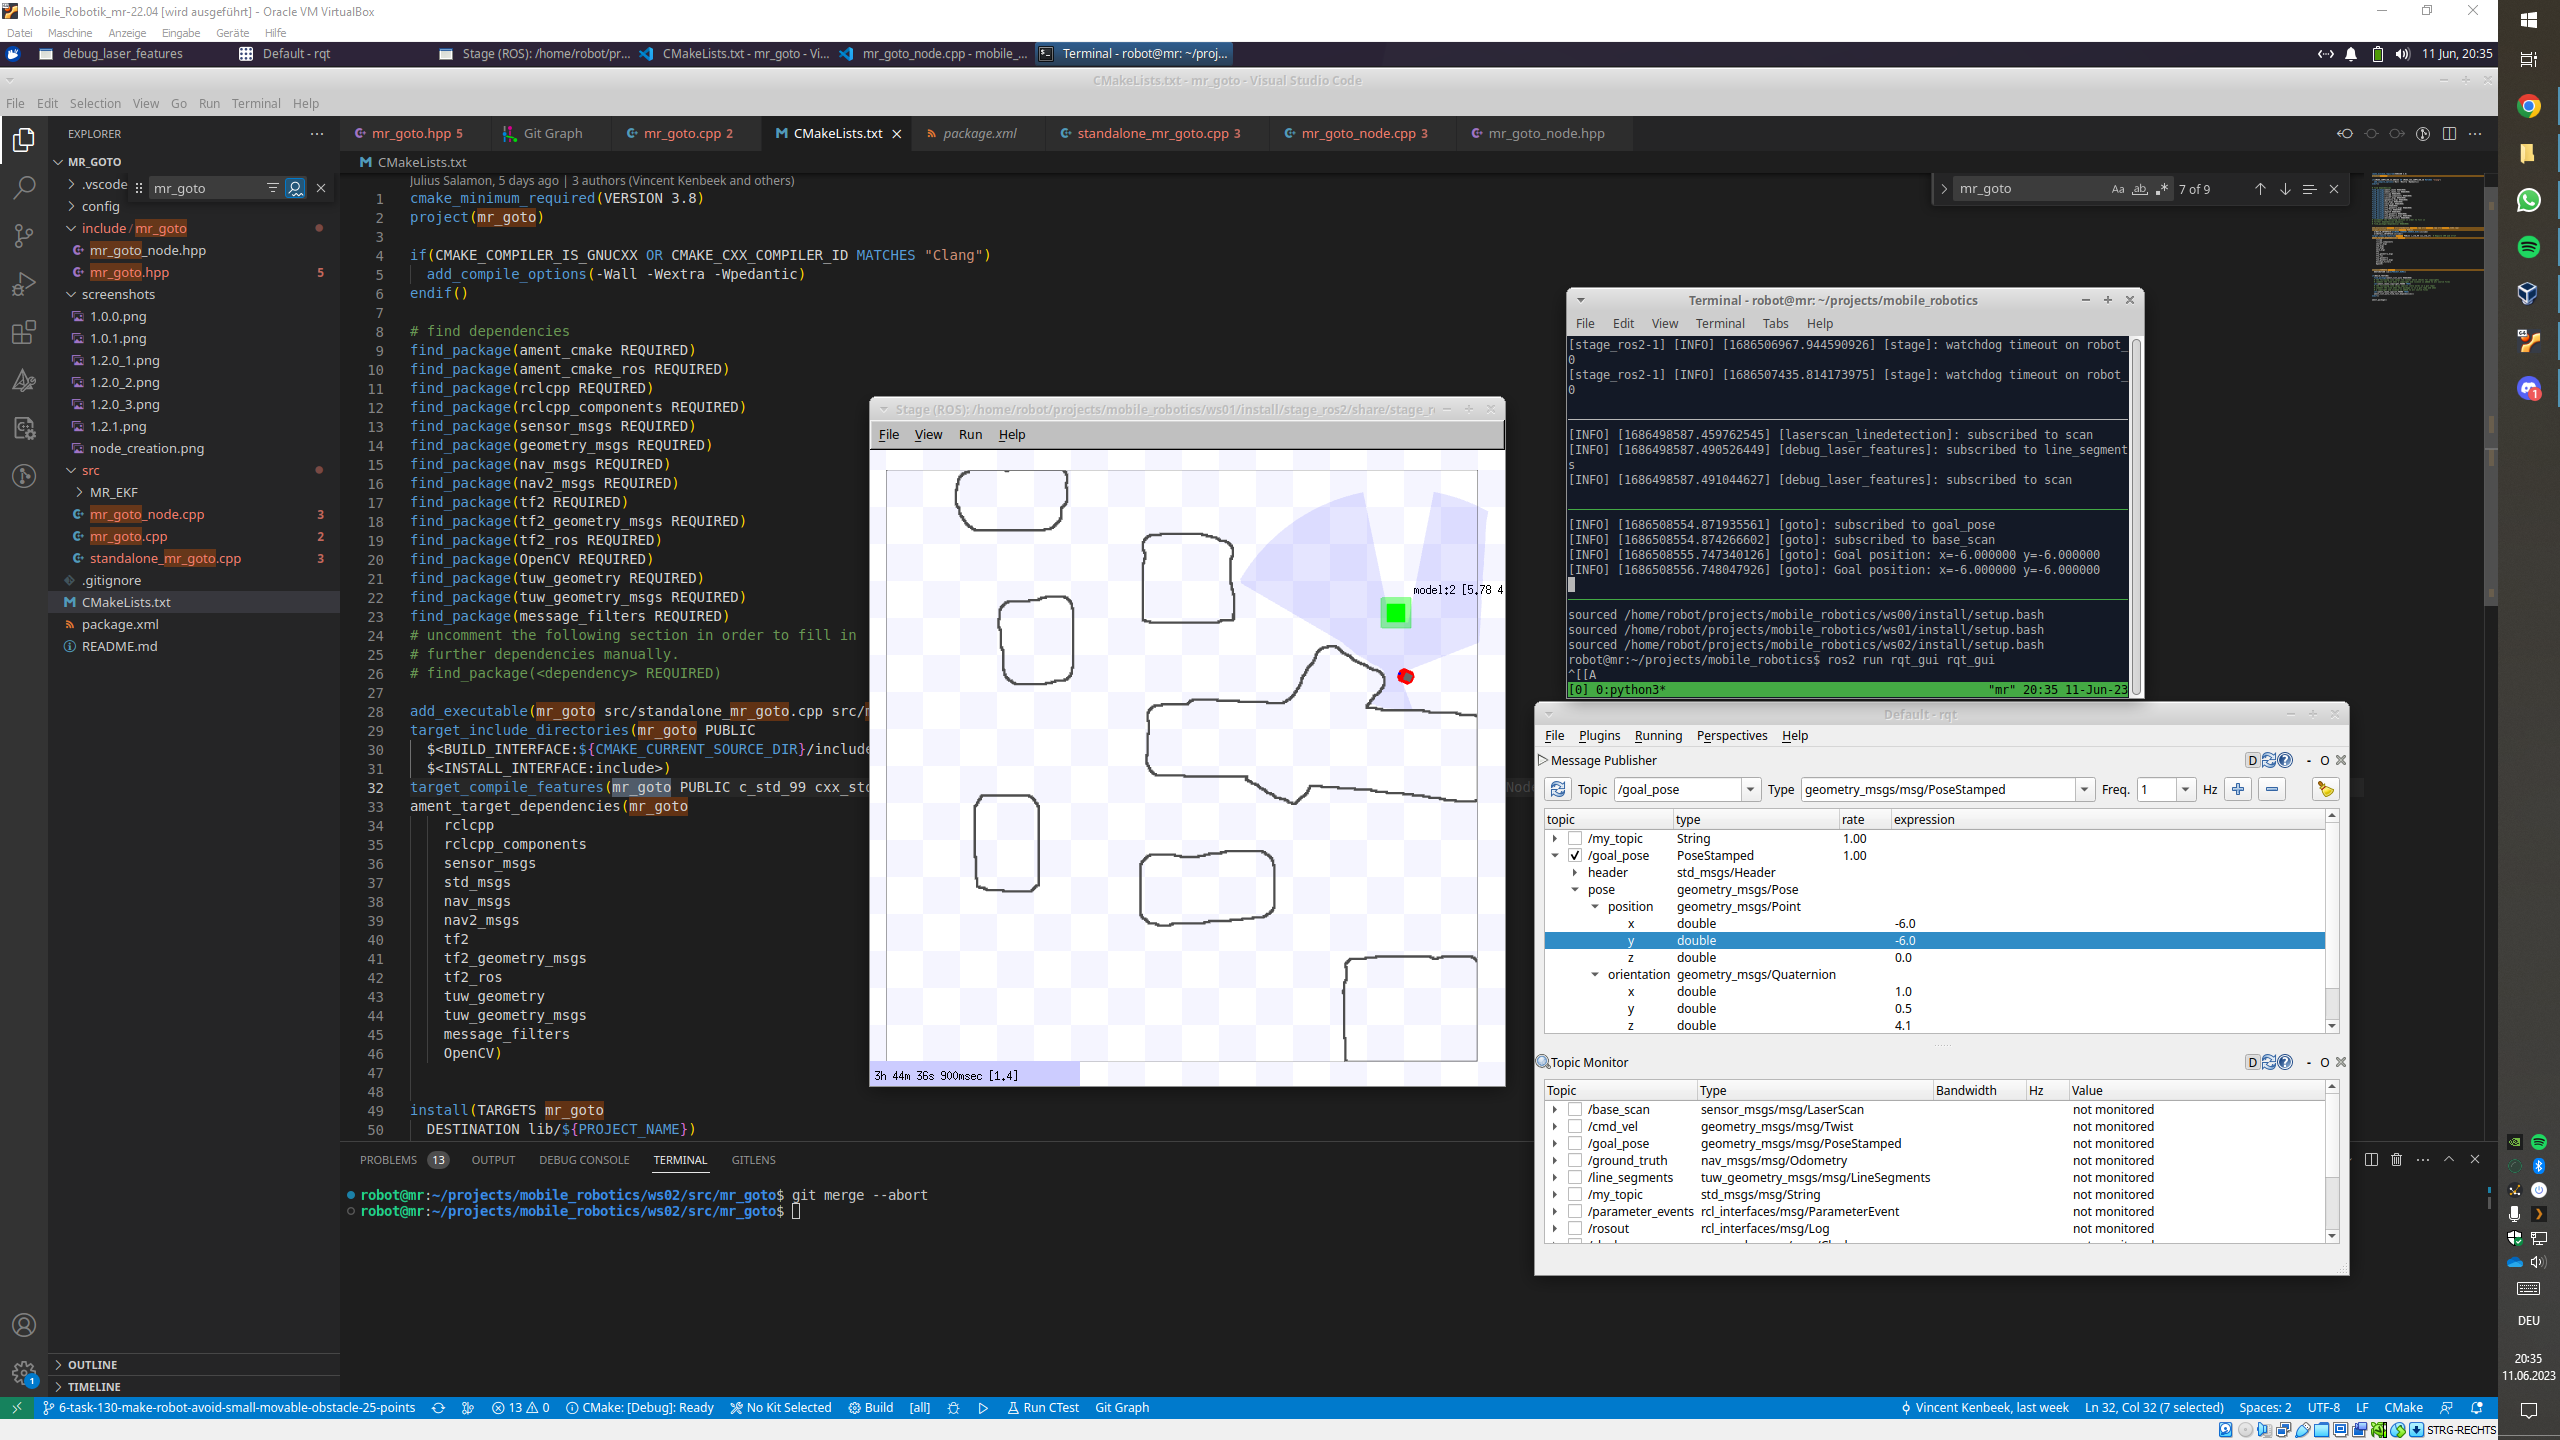 Mobile_Robotik_mr-22.04 [wird ausgeführt] - Oracle VM VirtualBox
Datei Maschine Anzeige Eingabe Geräte Hilfe
debug_laser_features Default - rqt Stage (ROS): /home/robot/pr... CMakeLists.txt - mr_goto - Vi... mr_goto_node.cpp - mobile_... Terminal - robot@mr: ~/proj... 11 Jun, 20:35
CMakeLists.txt - mr_goto - Visual Studio Code
File Edit Selection View Go Run Terminal Help
EXPLORER
MR_GOTO
.vscode
mr_goto
config
include/mr_goto
mr_goto_node.hpp
mr_goto.hpp 5
screenshots
1.0.0.png
1.0.1.png
1.2.0_1.png
1.2.0_2.png
1.2.0_3.png
1.2.1.png
node_creation.png
src
MR_EKF
mr_goto_node.cpp 3
mr_goto.cpp 2
standalone_mr_goto.cpp 3
.gitignore
CMakeLists.txt
package.xml
README.md
OUTLINE
TIMELINE
mr_goto.hpp 5 Git Graph mr_goto.cpp 2 CMakeLists.txt package.xml standalone_mr_goto.cpp 3 mr_goto_node.cpp 3 mr_goto_node.hpp
CMakeLists.txt
mr_goto Aa ab 7 of 9
Julius Salamon, 5 days ago | 3 authors (Vincent Kenbeek and others)
1 cmake_minimum_required(VERSION 3.8)
2 project(mr_goto)
3
4 if(CMAKE_COMPILER_IS_GNUCXX OR CMAKE_CXX_COMPILER_ID MATCHES "Clang")
5 add_compile_options(-Wall -Wextra -Wpedantic)
6 endif()
7
8 # find dependencies
9 find_package(ament_cmake REQUIRED)
10 find_package(ament_cmake_ros REQUIRED)
11 find_package(rclcpp REQUIRED)
12 find_package(rclcpp_components REQUIRED)
13 find_package(sensor_msgs REQUIRED)
14 find_package(geometry_msgs REQUIRED)
15 find_package(nav_msgs REQUIRED)
16 find_package(nav2_msgs REQUIRED)
17 find_package(tf2 REQUIRED)
18 find_package(tf2_geometry_msgs REQUIRED)
19 find_package(tf2_ros REQUIRED)
20 find_package(OpenCV REQUIRED)
21 find_package(tuw_geometry REQUIRED)
22 find_package(tuw_geometry_msgs REQUIRED)
23 find_package(message_filters REQUIRED)
24 # uncomment the following section in order to fill in
25 # further dependencies manually.
26 # find_package(<dependency> REQUIRED)
27
28 add_executable(mr_goto src/standalone_mr_goto.cpp src/
29 target_include_directories(mr_goto PUBLIC
30 $<BUILD_INTERFACE:${CMAKE_CURRENT_SOURCE_DIR}/include
31 $<INSTALL_INTERFACE:include>)
32 target_compile_features(mr_goto PUBLIC c_std_99 cxx_st
33 ament_target_dependencies(mr_goto
34 rclcpp
35 rclcpp_components
36 sensor_msgs
37 std_msgs
38 nav_msgs
39 nav2_msgs
40 tf2
41 tf2_geometry_msgs
42 tf2_ros
43 tuw_geometry
44 tuw_geometry_msgs
45 message_filters
46 OpenCV)
47
48
49 install(TARGETS mr_goto
50 DESTINATION lib/${PROJECT_NAME})
Stage (ROS): /home/robot/projects/mobile_robotics/ws01/install/stage_ros2/share/stage_r
File View Run Help
model:2 [5.78 4
3h 44m 36s 900msec [1.4]
Terminal - robot@mr: ~/projects/mobile_robotics
File Edit View Terminal Tabs Help
[stage_ros2-1] [INFO] [1686506967.944590926] [stage]: watchdog timeout on robot_
0
[stage_ros2-1] [INFO] [1686507435.814173975] [stage]: watchdog timeout on robot_
0
[INFO] [1686498587.459762545] [laserscan_linedetection]: subscribed to scan
[INFO] [1686498587.490526449] [debug_laser_features]: subscribed to line_segment
s
[INFO] [1686498587.491044627] [debug_laser_features]: subscribed to scan
[INFO] [1686508554.871935561] [goto]: subscribed to goal_pose
[INFO] [1686508554.874266602] [goto]: subscribed to base_scan
[INFO] [1686508555.747340126] [goto]: Goal position: x=-6.000000 y=-6.000000
[INFO] [1686508556.748047926] [goto]: Goal position: x=-6.000000 y=-6.000000
sourced /home/robot/projects/mobile_robotics/ws00/install/setup.bash
sourced /home/robot/projects/mobile_robotics/ws01/install/setup.bash
sourced /home/robot/projects/mobile_robotics/ws02/install/setup.bash
robot@mr:~/projects/mobile_robotics$ ros2 run rqt_gui rqt_gui
^[[A
[0] 0:python3* "mr" 20:35 11-Jun-23
Default - rqt
File Plugins Running Perspectives Help
Message Publisher D - O
Topic /goal_pose Type geometry_msgs/msg/PoseStamped Freq. 1 Hz
topic type rate expression
/my_topic String 1.00
/goal_pose PoseStamped 1.00
header std_msgs/Header
pose geometry_msgs/Pose
position geometry_msgs/Point
x double -6.0
y double -6.0
z double 0.0
orientation geometry_msgs/Quaternion
x double 1.0
y double 0.5
z double 4.1
Topic Monitor D - O
Topic Type Bandwidth Hz Value
/base_scan sensor_msgs/msg/LaserScan not monitored
/cmd_vel geometry_msgs/msg/Twist not monitored
/goal_pose geometry_msgs/msg/PoseStamped not monitored
/ground_truth nav_msgs/msg/Odometry not monitored
/line_segments tuw_geometry_msgs/msg/LineSegments not monitored
/my_topic std_msgs/msg/String not monitored
/parameter_events rcl_interfaces/msg/ParameterEvent not monitored
/rosout rcl_interfaces/msg/Log not monitored
PROBLEMS 13 OUTPUT DEBUG CONSOLE TERMINAL GITLENS
robot@mr:~/projects/mobile_robotics/ws02/src/mr_goto$ git merge --abort
robot@mr:~/projects/mobile_robotics/ws02/src/mr_goto$
6-task-130-make-robot-avoid-small-movable-obstacle-25-points 13 0 CMake: [Debug]: Ready No Kit Selected Build [all] Run CTest Git Graph Vincent Kenbeek, last week Ln 32, Col 32 (7 selected) Spaces: 2 UTF-8 LF CMake
STRG-RECHTS
DEU
20:35
11.06.2023